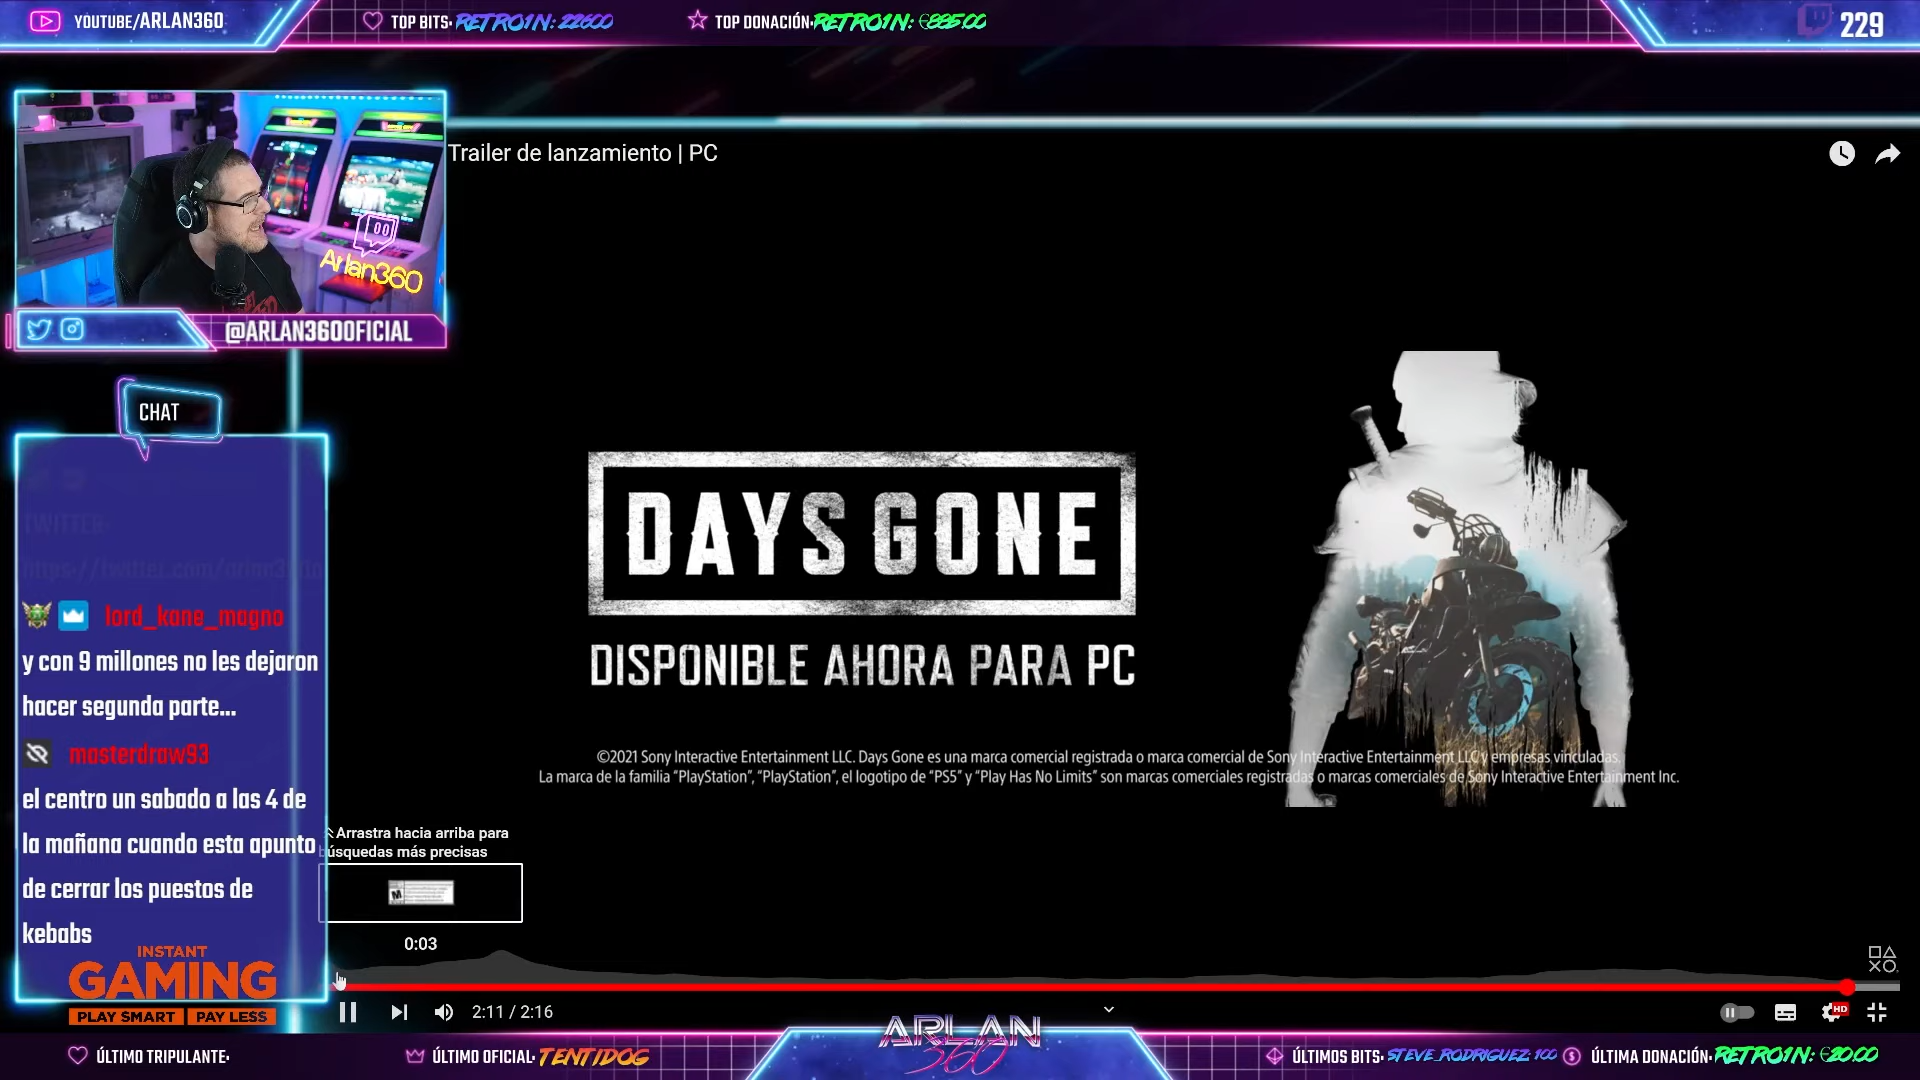 YOUTUBE/ARLAN360
TOP BITS: RETRO1N: 22600
TOP DONACIÓN: RETRO1N: €885.00
229
Trailer de lanzamiento | PC
Arlan360
@ARLAN360OFICIAL
CHAT
TWITTER:
lord_kane_magno
y con 9 millones no les dejaron
hacer segunda parte...
masterdraw93
el centro un sabado a las 4 de
la mañana cuando esta apunto
de cerrar los puestos de
kebabs
DAYS GONE
DISPONIBLE AHORA PARA PC
©2021 Sony Interactive Entertainment LLC. Days Gone es una marca comercial registrada o marca comercial de Sony Interactive Entertainment LLC y empresas vinculadas.
La marca de la familia “PlayStation”, “PlayStation”, el logotipo de “PS5” y “Play Has No Limits” son marcas comerciales registradas o marcas comerciales de Sony Interactive Entertainment Inc.
Arrastra hacia arriba para
úsquedas más precisas
M
0:03
INSTANT
GAMING
PLAY SMART PAY LESS
2:11 / 2:16
HD
ARLAN
360
ÚLTIMO TRIPULANTE:
ÚLTIMO OFICIAL: TENTIDOG
ÚLTIMOS BITS: STEVE_RODRIGUEZ: 100
ÚLTIMA DONACIÓN: RETRO1N: €20.00